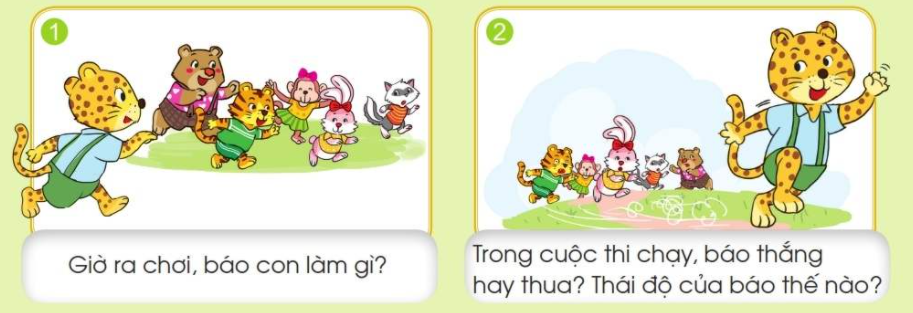 1
Giờ ra chơi, báo con làm gì?
2
Trong cuộc thi chạy, báo thắng
hay thua? Thái độ của báo thế nào?